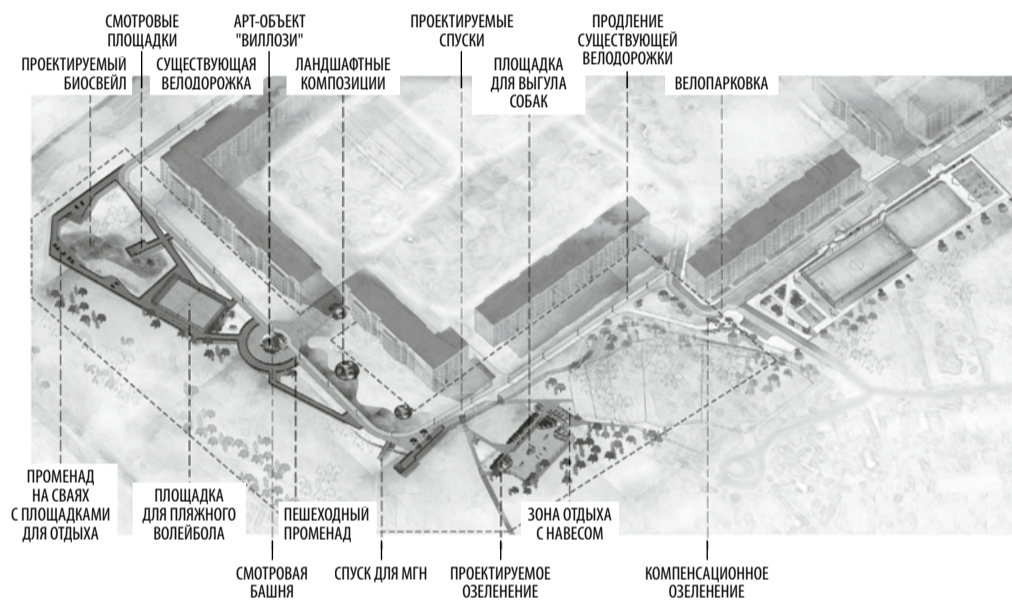 СМОТРОВЫЕ
ПЛОЩАДКИ
АРТ-ОБЪЕКТ
"ВИЛЛОЗИ"
ПРОЕКТИРУЕМЫЕ
СПУСКИ
ПРОДЛЕНИЕ
СУЩЕСТВУЮЩЕЙ
ВЕЛОДОРОЖКИ
ПРОЕКТИРУЕМЫЙ
БИОСВЕЙЛ
СУЩЕСТВУЮЩАЯ
ВЕЛОДОРОЖКА
ЛАНДШАФТНЫЕ
КОМПОЗИЦИИ
ПЛОЩАДКА
ДЛЯ ВЫГУЛА
СОБАК
ВЕЛОПАРКОВКА
ПРОМЕНАД
НА СВАЯХ
С ПЛОЩАДКАМИ
ДЛЯ ОТДЫХА
ПЛОЩАДКА
ДЛЯ ПЛЯЖНОГО
ВОЛЕЙБОЛА
ПЕШЕХОДНЫЙ
ПРОМЕНАД
ЗОНА ОТДЫХА
С НАВЕСОМ
СМОТРОВАЯ
БАШНЯ
СПУСК ДЛЯ МГН
ПРОЕКТИРУЕМОЕ
ОЗЕЛЕНЕНИЕ
КОМПЕНСАЦИОННОЕ
ОЗЕЛЕНЕНИЕ